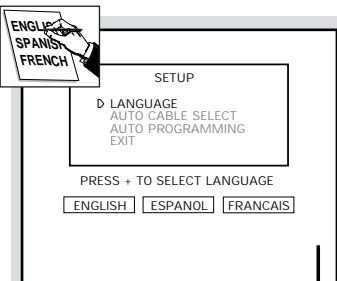 ENGLISH
SPANISH
FRENCH
SETUP
LANGUAGE
AUTO CABLE SELECT
AUTO PROGRAMMING
EXIT
PRESS + TO SELECT LANGUAGE
ENGLISH ESPANOL FRANCAIS